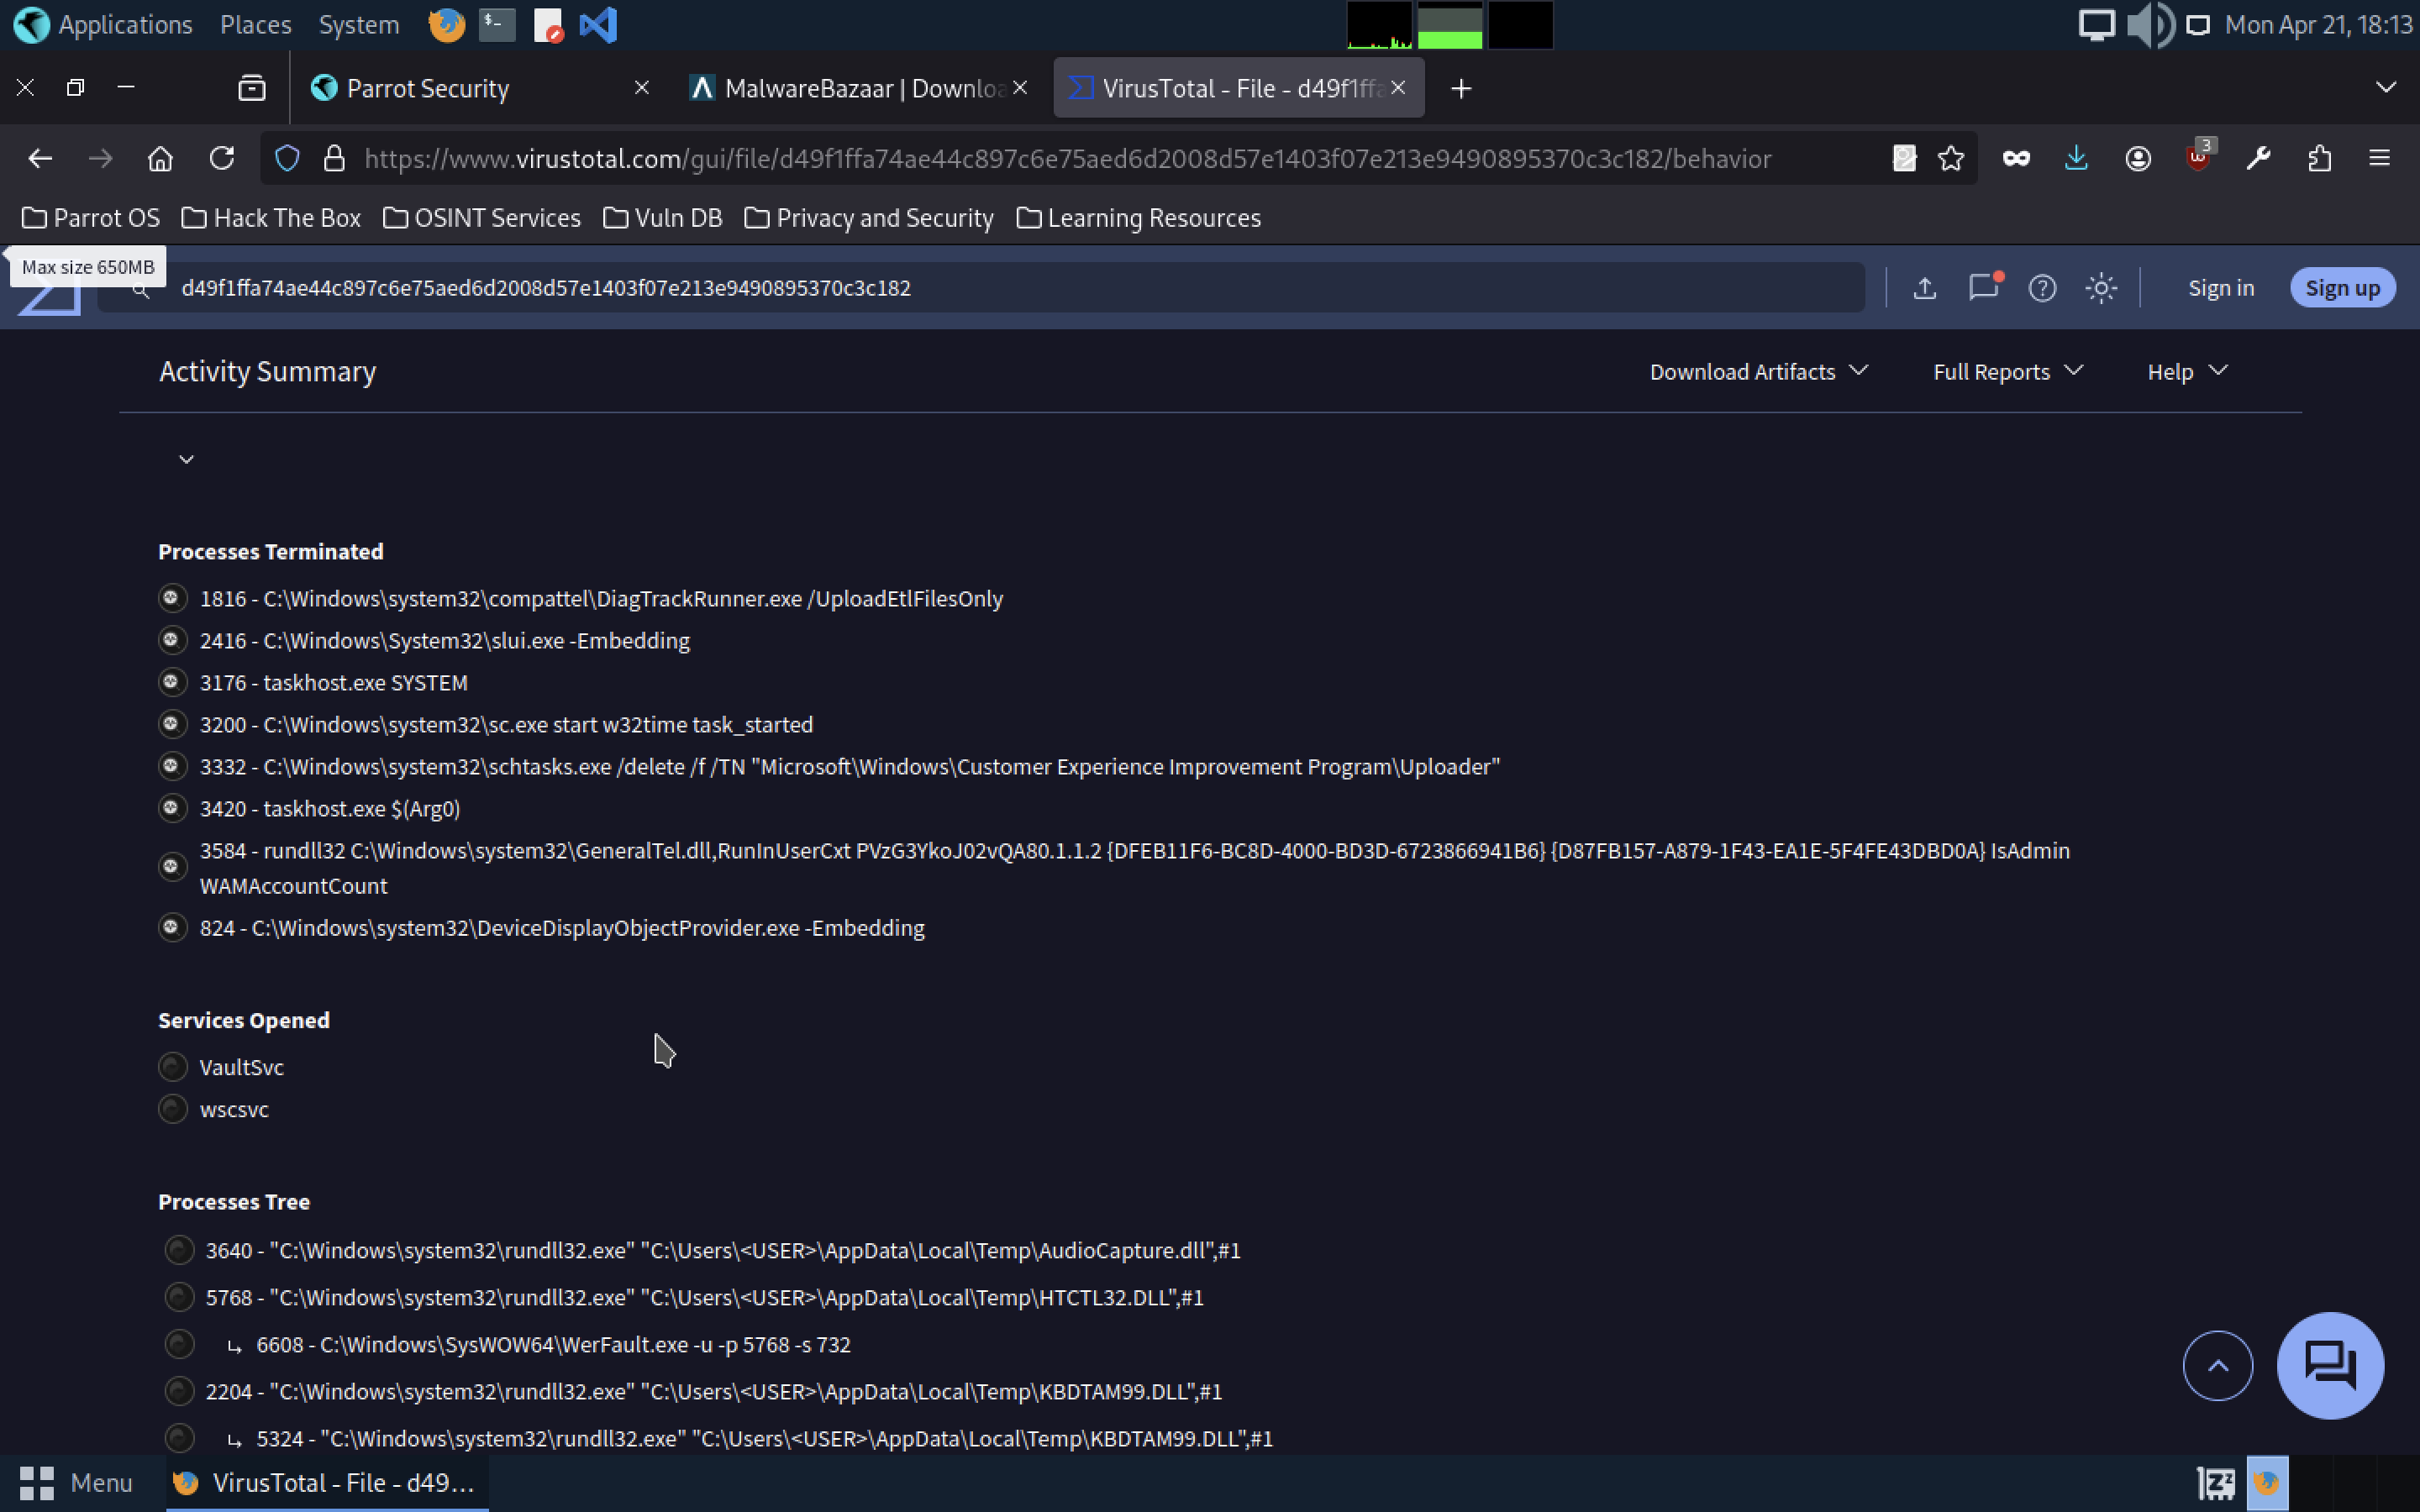 Applications Places System Mon Apr 21, 18:13
Parrot Security MalwareBazaar | Downloa VirusTotal - File - d49f1ffa
https://www.virustotal.com/gui/file/d49f1ffa74ae44c897c6e75aed6d2008d57e1403f07e213e9490895370c3c182/behavior 3
Parrot OS Hack The Box OSINT Services Vuln DB Privacy and Security Learning Resources
Max size 650MB
d49f1ffa74ae44c897c6e75aed6d2008d57e1403f07e213e9490895370c3c182 Sign in Sign up
Activity Summary Download Artifacts Full Reports Help
Processes Terminated
1816 - C:\Windows\system32\compattel\DiagTrackRunner.exe /UploadEtlFilesOnly
2416 - C:\Windows\System32\slui.exe -Embedding
3176 - taskhost.exe SYSTEM
3200 - C:\Windows\system32\sc.exe start w32time task_started
3332 - C:\Windows\system32\schtasks.exe /delete /f /TN "Microsoft\Windows\Customer Experience Improvement Program\Uploader"
3420 - taskhost.exe $(Arg0)
3584 - rundll32 C:\Windows\system32\GeneralTel.dll,RunInUserCxt PVzG3YkoJ02vQA80.1.1.2 {DFEB11F6-BC8D-4000-BD3D-6723866941B6} {D87FB157-A879-1F43-EA1E-5F4FE43DBD0A} IsAdmin
WAMAccountCount
824 - C:\Windows\system32\DeviceDisplayObjectProvider.exe -Embedding
Services Opened
VaultSvc
wscsvc
Processes Tree
3640 - "C:\Windows\system32\rundll32.exe" "C:\Users\<USER>\AppData\Local\Temp\AudioCapture.dll",#1
5768 - "C:\Windows\system32\rundll32.exe" "C:\Users\<USER>\AppData\Local\Temp\HTCTL32.DLL",#1
6608 - C:\Windows\SysWOW64\WerFault.exe -u -p 5768 -s 732
2204 - "C:\Windows\system32\rundll32.exe" "C:\Users\<USER>\AppData\Local\Temp\KBDTAM99.DLL",#1
5324 - "C:\Windows\system32\rundll32.exe" "C:\Users\<USER>\AppData\Local\Temp\KBDTAM99.DLL",#1
Menu VirusTotal - File - d49...